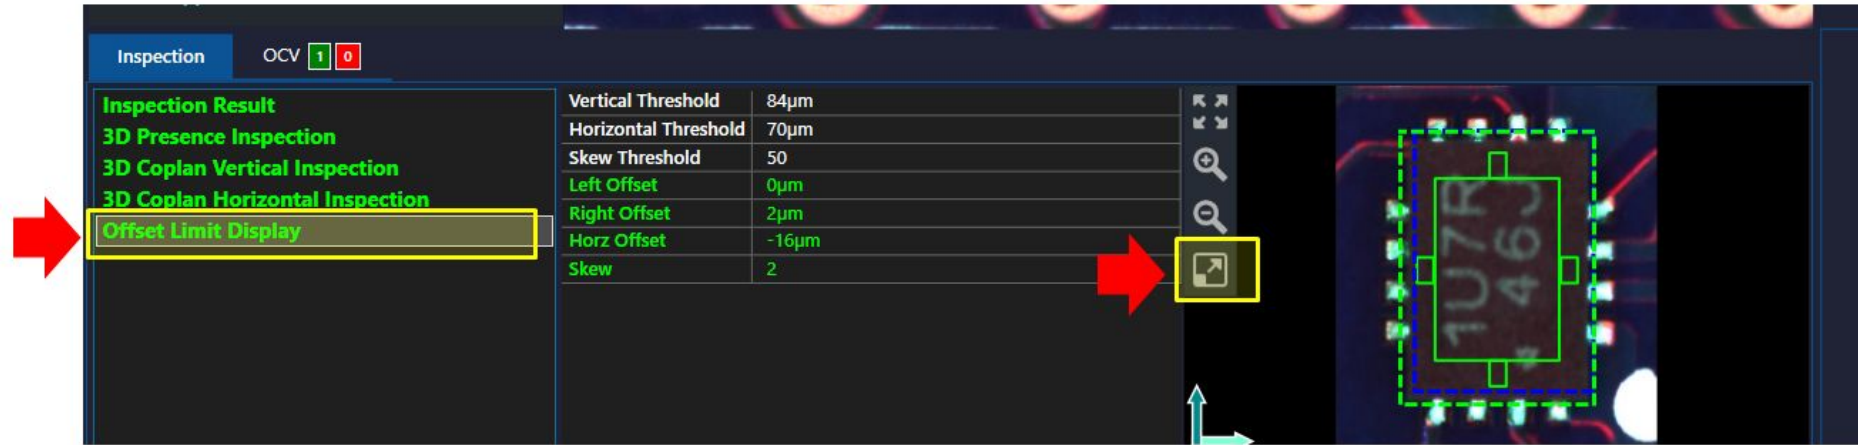 Inspection OCV 1 0
Inspection Result
3D Presence Inspection
3D Coplan Vertical Inspection
3D Coplan Horizontal Inspection
Offset Limit Display
Vertical Threshold 84µm
Horizontal Threshold 70µm
Skew Threshold 50
Left Offset 0µm
Right Offset 2µm
Horz Offset -16µm
Skew 2
1U7R
46J